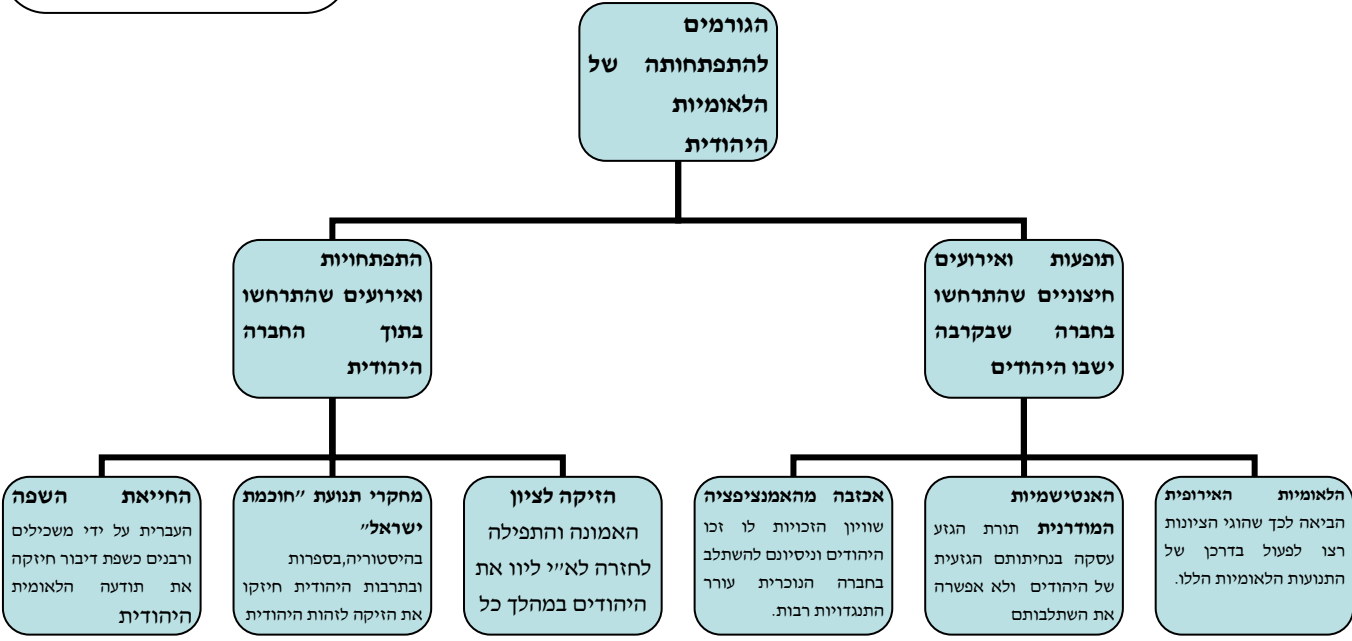 הגורמים
להתפתחותה של
הלאומיות
היהודית
תופעות ואירועים
חיצוניים שהתרחשו
בחברה שבקרבה
ישבו היהודים
התפתחויות
ואירועים שהתרחשו
בתוך החברה
היהודית
הלאומיות האירופית
הביאה לכך שהוגי הציונות
רצו לפעול בדרכן של
התנועות הלאומיות הללו.
האנטישמיות
המודרנית תורת הגזע
עסקה בנחיתותם הגזעית
של היהודים ולא אפשרה
את השתלבותם
אכזבה מהאמנציפציה
שוויון הזכויות לו זכו
היהודים וניסיונם להשתלב
בחברה הנוכרית עורר
התנגדויות רבות.
הזיקה לציון
האמונה והתפילה
לחזרה לא״י ליוו את
היהודים במהלך כל
מחקרי תנועת ״חוכמת
ישראל״
בהיסטוריה,בספרות
ובתרבות היהודית חיזקו
את הזיקה לזהות היהודית
החייאת השפה
העברית על ידי משכילים
ורבנים כשפת דיבור חיזקה
את תודעה הלאומית
היהודית